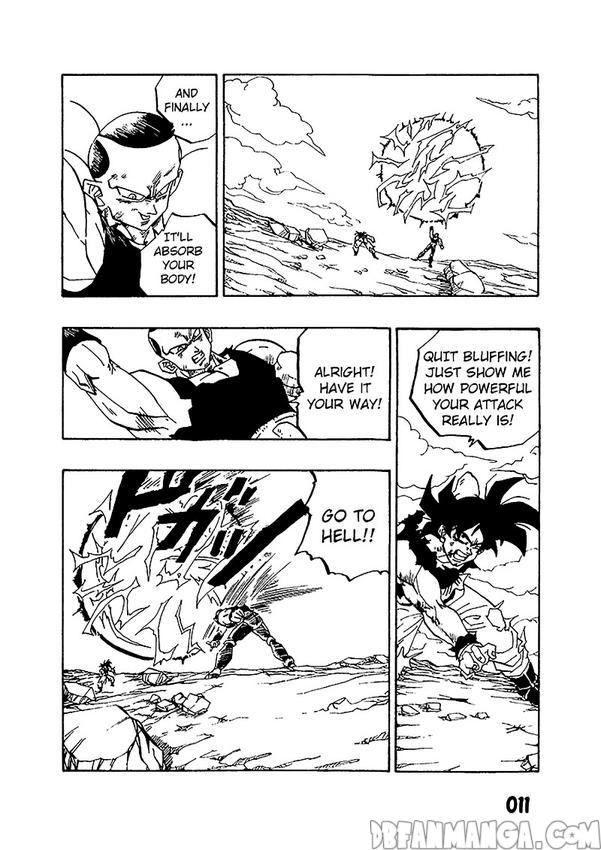 AND
FINALLY
...
IT'LL
ABSORB
YOUR
BODY!
ALRIGHT!
HAVE IT
YOUR WAY!
QUIT BLUFFING!
JUST SHOW ME
HOW POWERFUL
YOUR ATTACK
REALLY IS!
ドガッ
GO TO
HELL!!
011
DBFANMANGA.COM